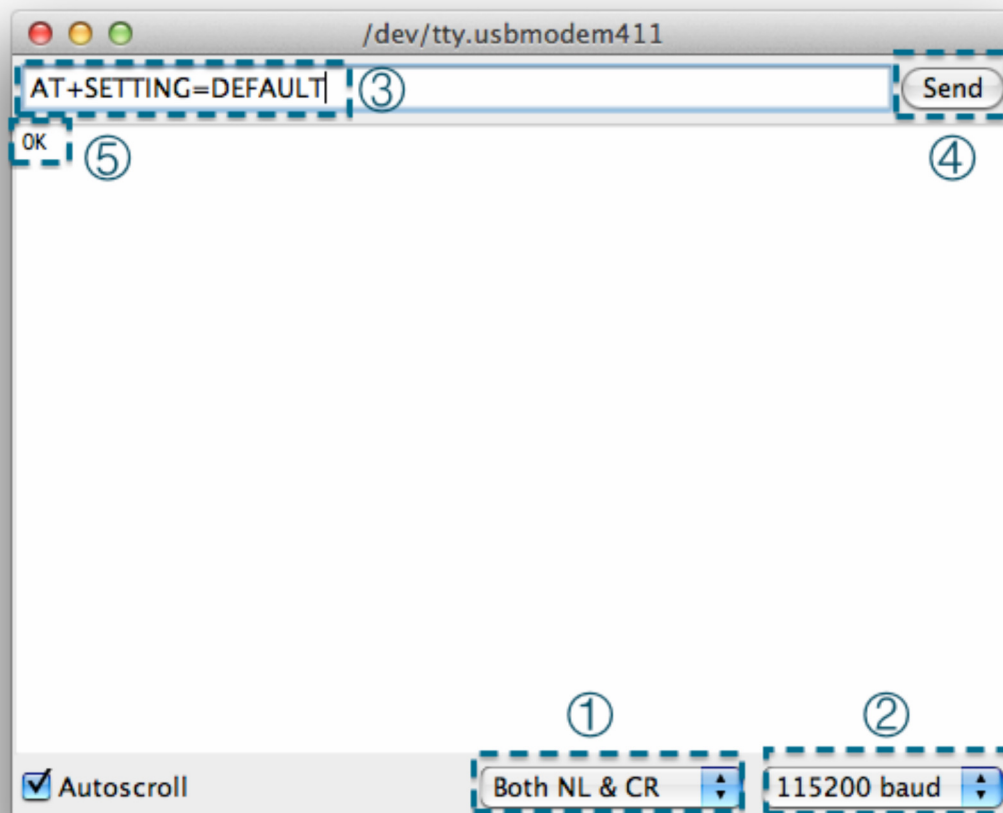 /dev/tty.usbmodem411
AT+SETTING=DEFAULT ③ Send
OK ⑤ ④
① ②
Autoscroll Both NL & CR 115200 baud